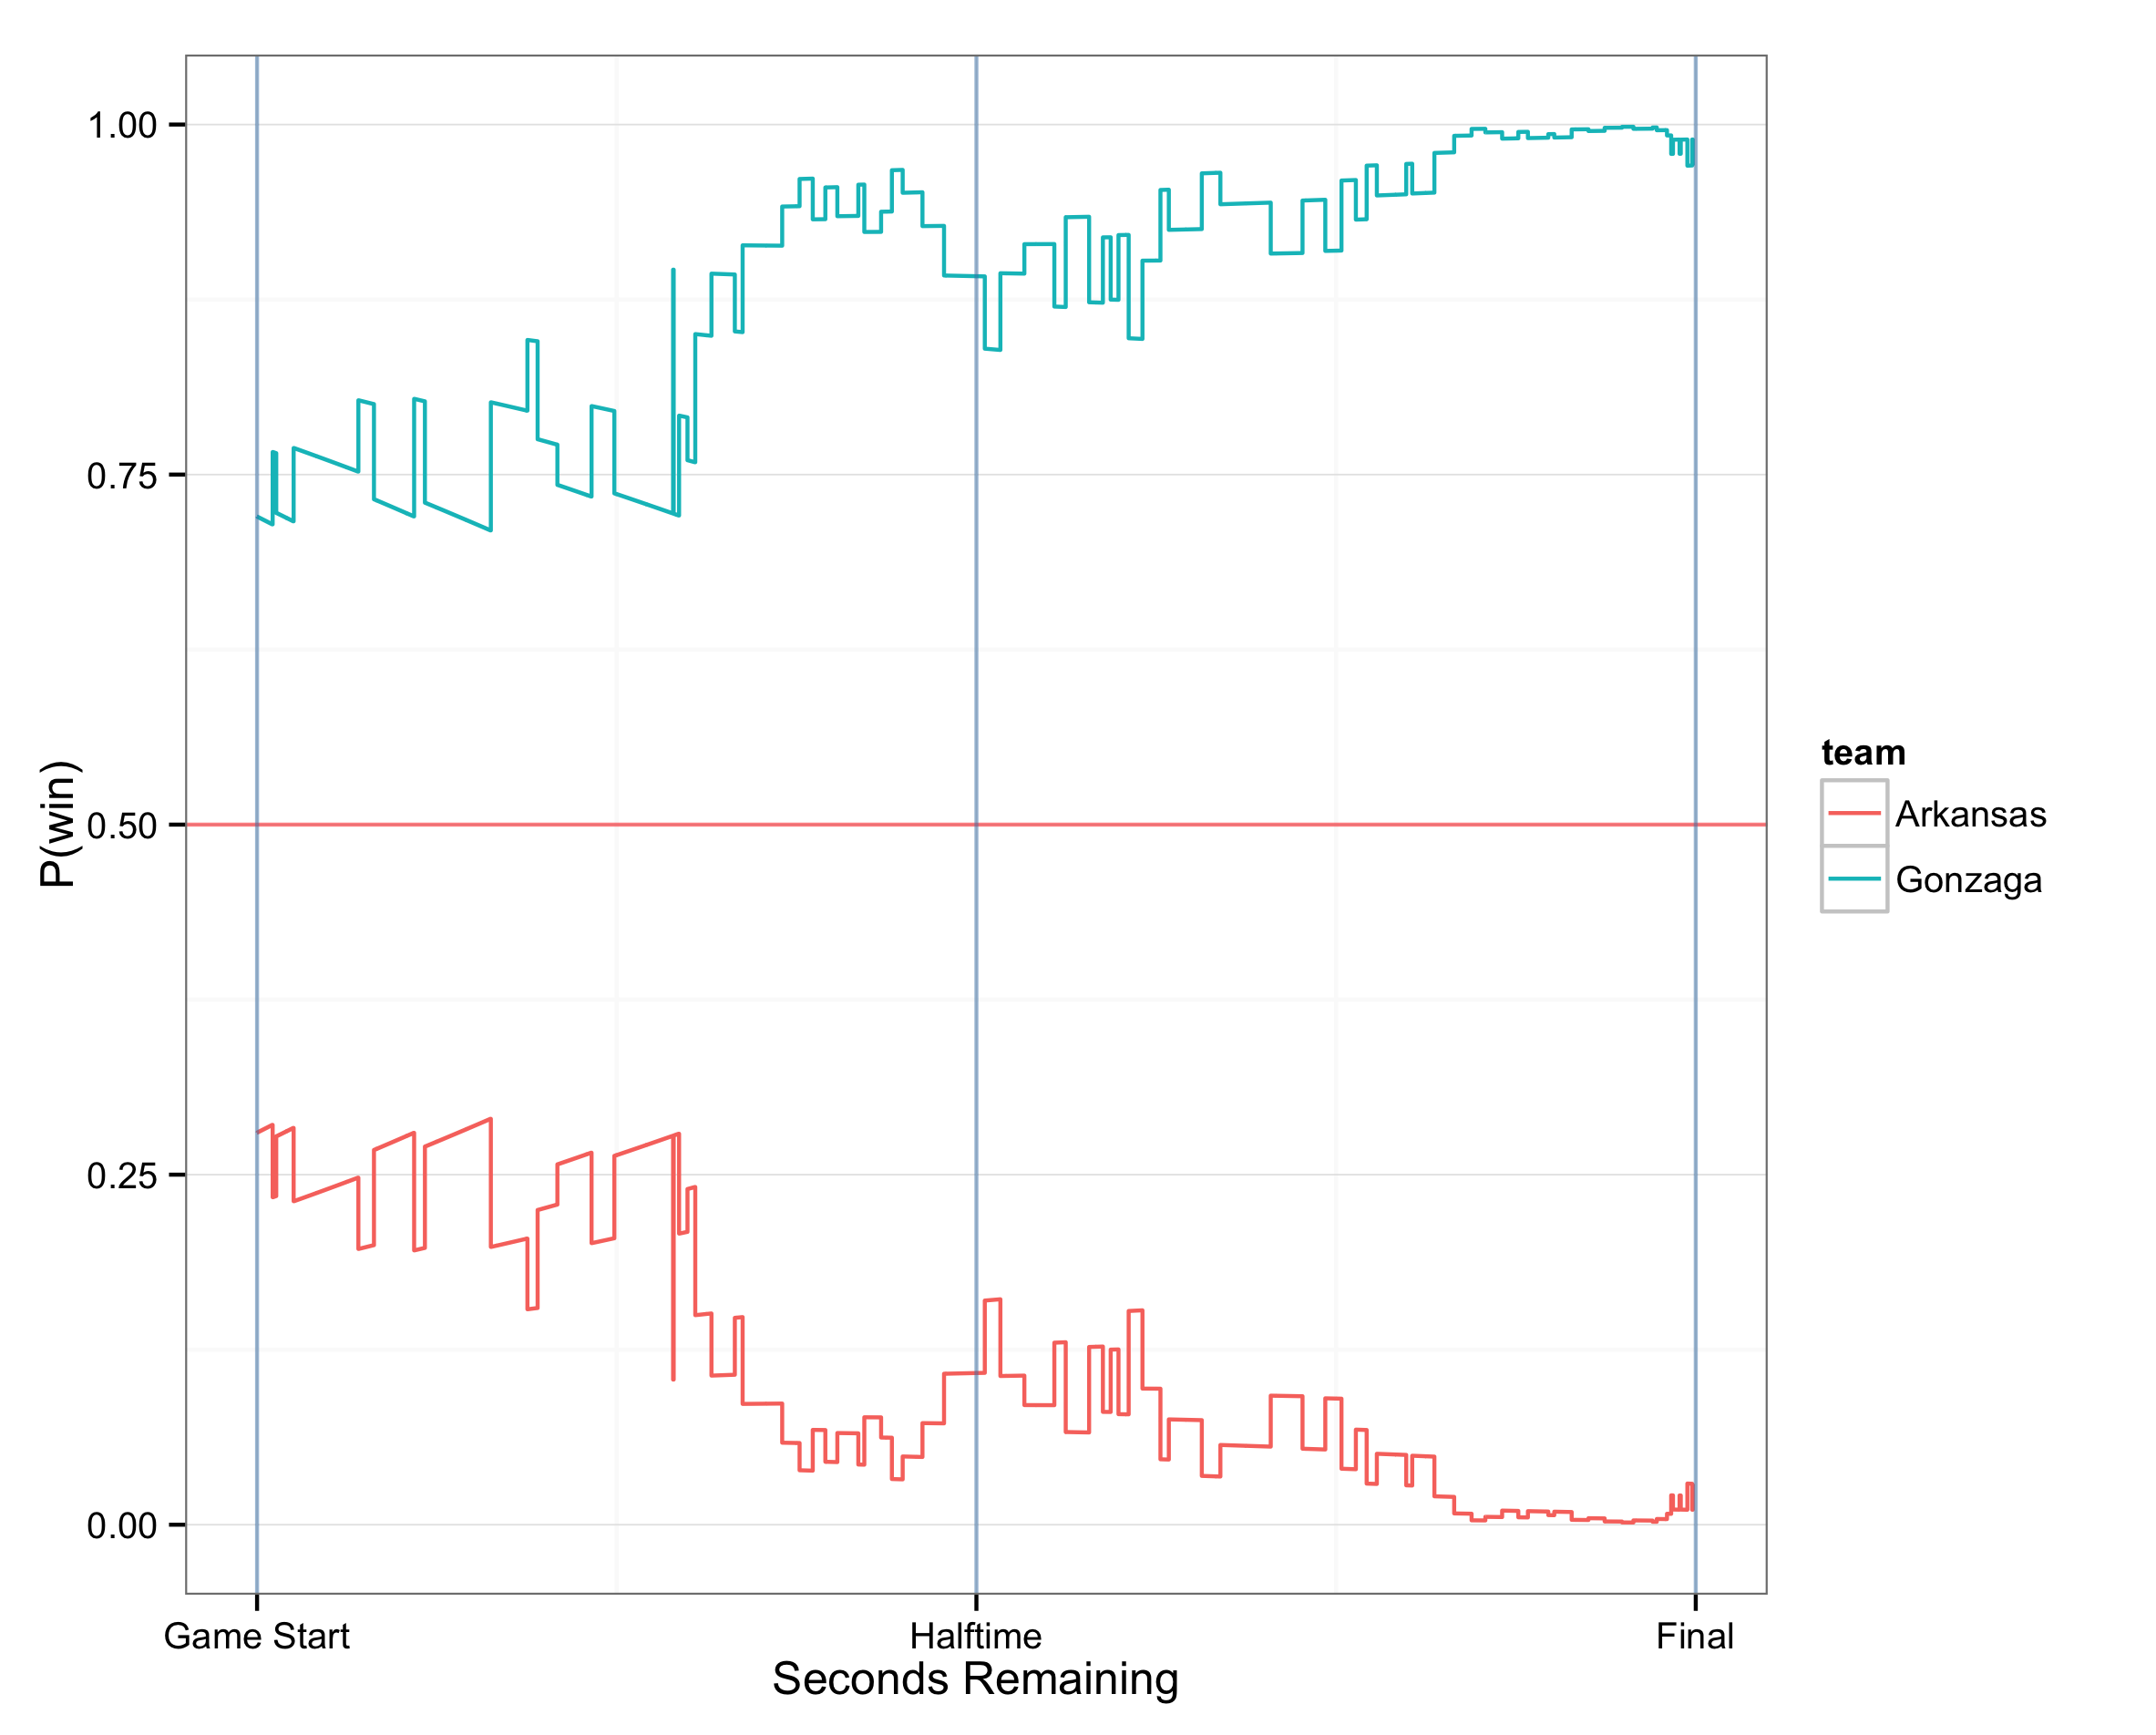 1.00
0.75
0.50
0.25
0.00
P(win)
Game Start
Halftime
Final
Seconds Remaining
team
Arkansas
Gonzaga